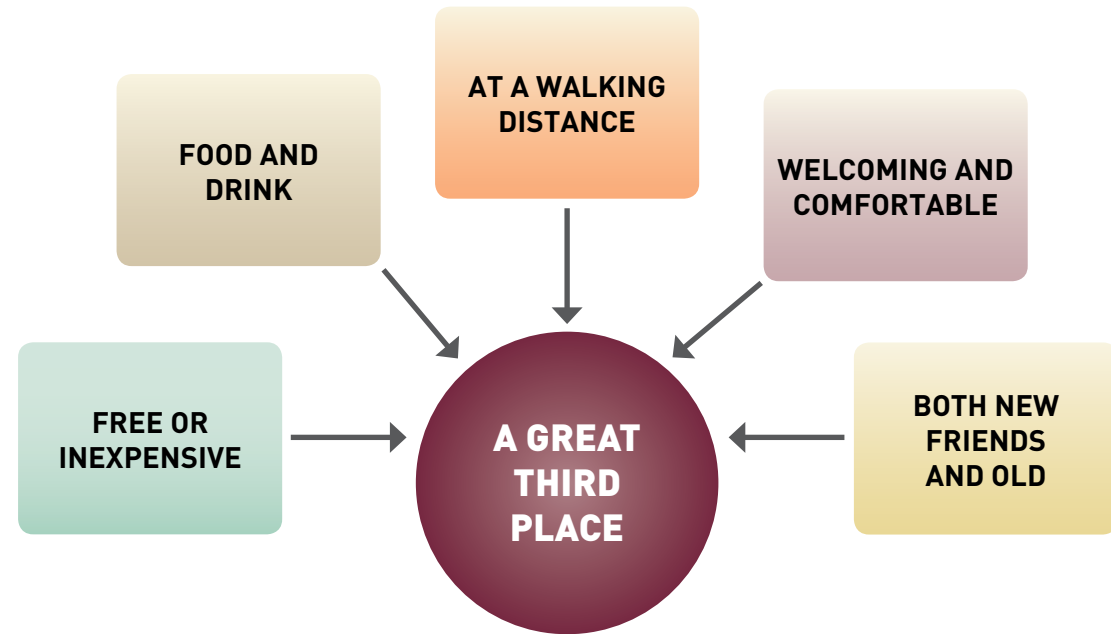 AT A WALKING
DISTANCE
FOOD AND
DRINK
WELCOMING AND
COMFORTABLE
FREE OR
INEXPENSIVE
A GREAT
THIRD
PLACE
BOTH NEW
FRIENDS
AND OLD